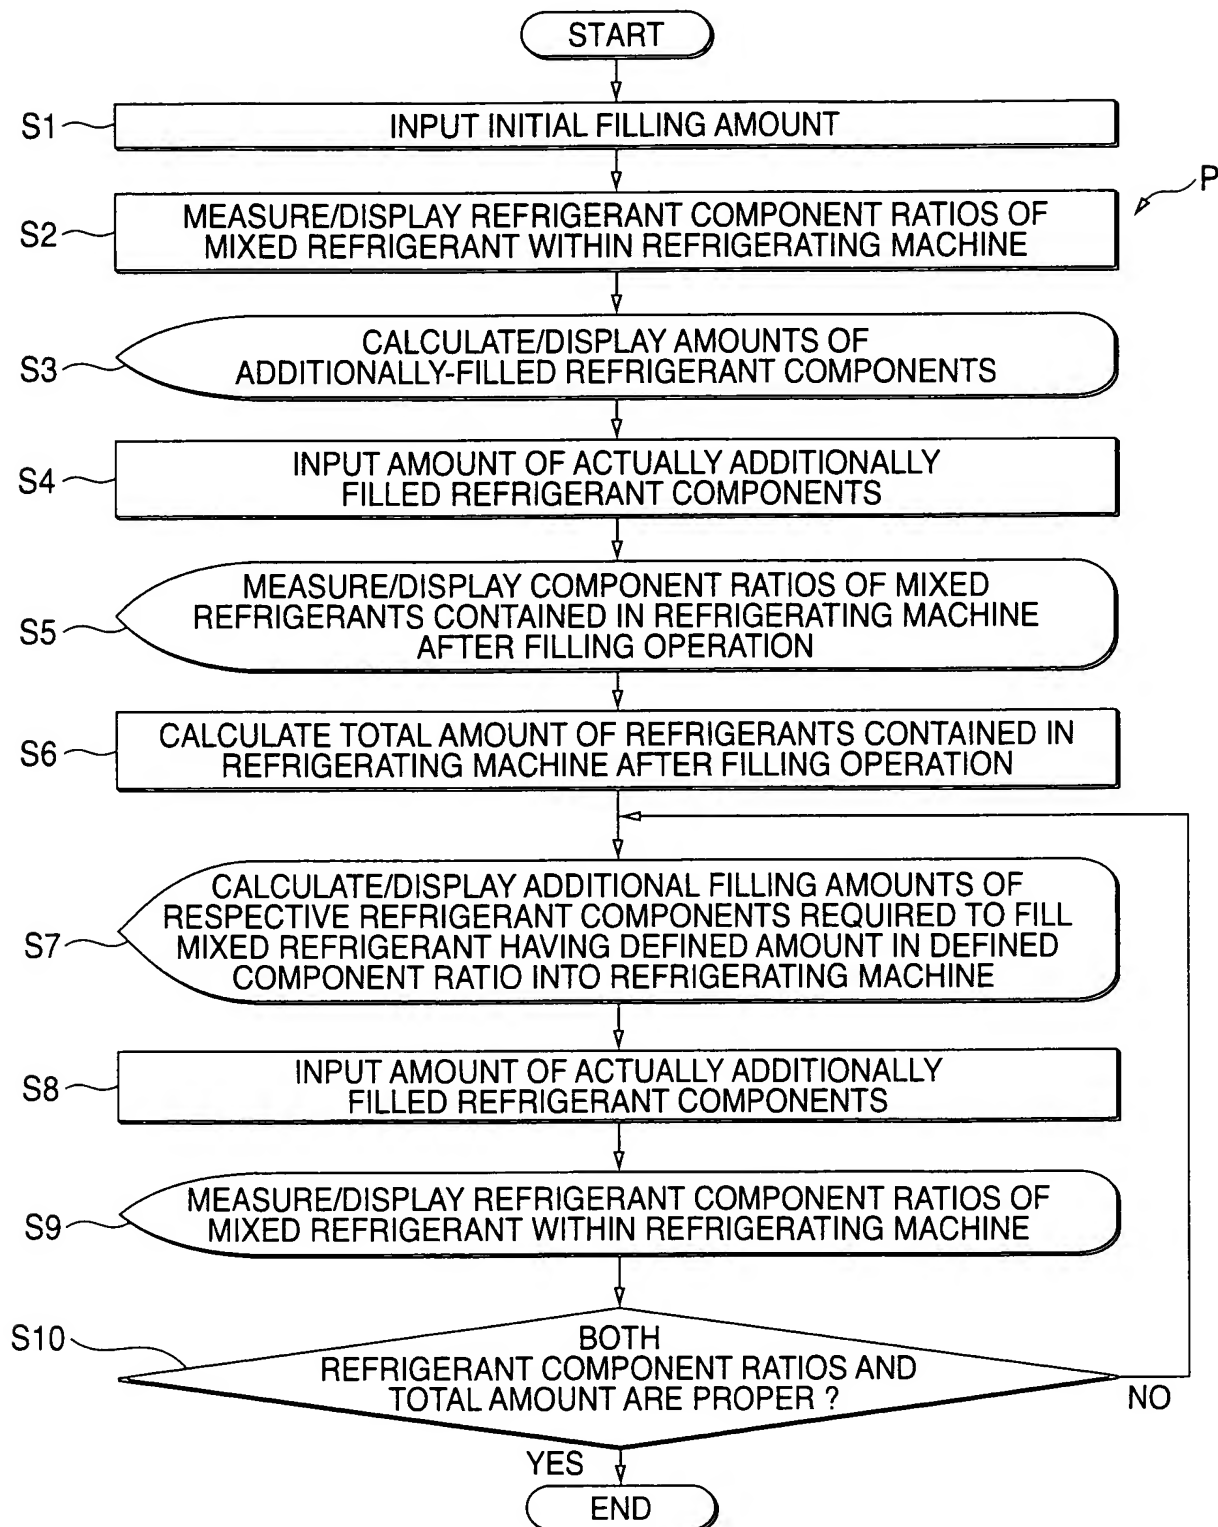 START
S1
INPUT INITIAL FILLING AMOUNT
P
S2
MEASURE/DISPLAY REFRIGERANT COMPONENT RATIOS OF
MIXED REFRIGERANT WITHIN REFRIGERATING MACHINE
S3
CALCULATE/DISPLAY AMOUNTS OF
ADDITIONALLY-FILLED REFRIGERANT COMPONENTS
S4
INPUT AMOUNT OF ACTUALLY ADDITIONALLY
FILLED REFRIGERANT COMPONENTS
S5
MEASURE/DISPLAY COMPONENT RATIOS OF MIXED
REFRIGERANTS CONTAINED IN REFRIGERATING MACHINE
AFTER FILLING OPERATION
S6
CALCULATE TOTAL AMOUNT OF REFRIGERANTS CONTAINED IN
REFRIGERATING MACHINE AFTER FILLING OPERATION
S7
CALCULATE/DISPLAY ADDITIONAL FILLING AMOUNTS OF
RESPECTIVE REFRIGERANT COMPONENTS REQUIRED TO FILL
MIXED REFRIGERANT HAVING DEFINED AMOUNT IN DEFINED
COMPONENT RATIO INTO REFRIGERATING MACHINE
S8
INPUT AMOUNT OF ACTUALLY ADDITIONALLY
FILLED REFRIGERANT COMPONENTS
S9
MEASURE/DISPLAY REFRIGERANT COMPONENT RATIOS OF
MIXED REFRIGERANT WITHIN REFRIGERATING MACHINE
S10
BOTH
REFRIGERANT COMPONENT RATIOS AND
TOTAL AMOUNT ARE PROPER ?
NO
YES
END